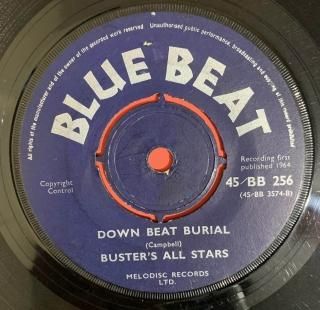 All rights of the manufacturer and of the owner of the recorded work reserved
Unauthorised public performance, broadcasting and copying of this record prohibited
BLUE BEAT
Recording first
published 1964
Copyright
Control
45/BB 256
(45/BB 3574-B)
DOWN BEAT BURIAL
(Campbell)
BUSTER'S ALL STARS
MELODISC RECORDS
LTD.